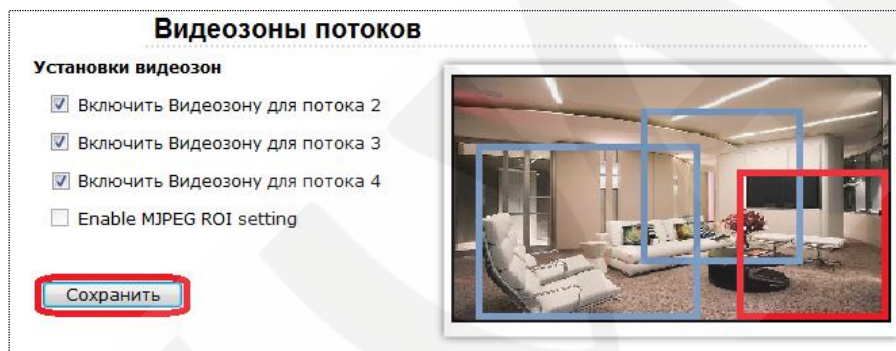 Видеозоны потоков
Установки видеозон
Включить Видеозону для потока 2
Включить Видеозону для потока 3
Включить Видеозону для потока 4
Enable MJPEG ROI setting
Сохранить